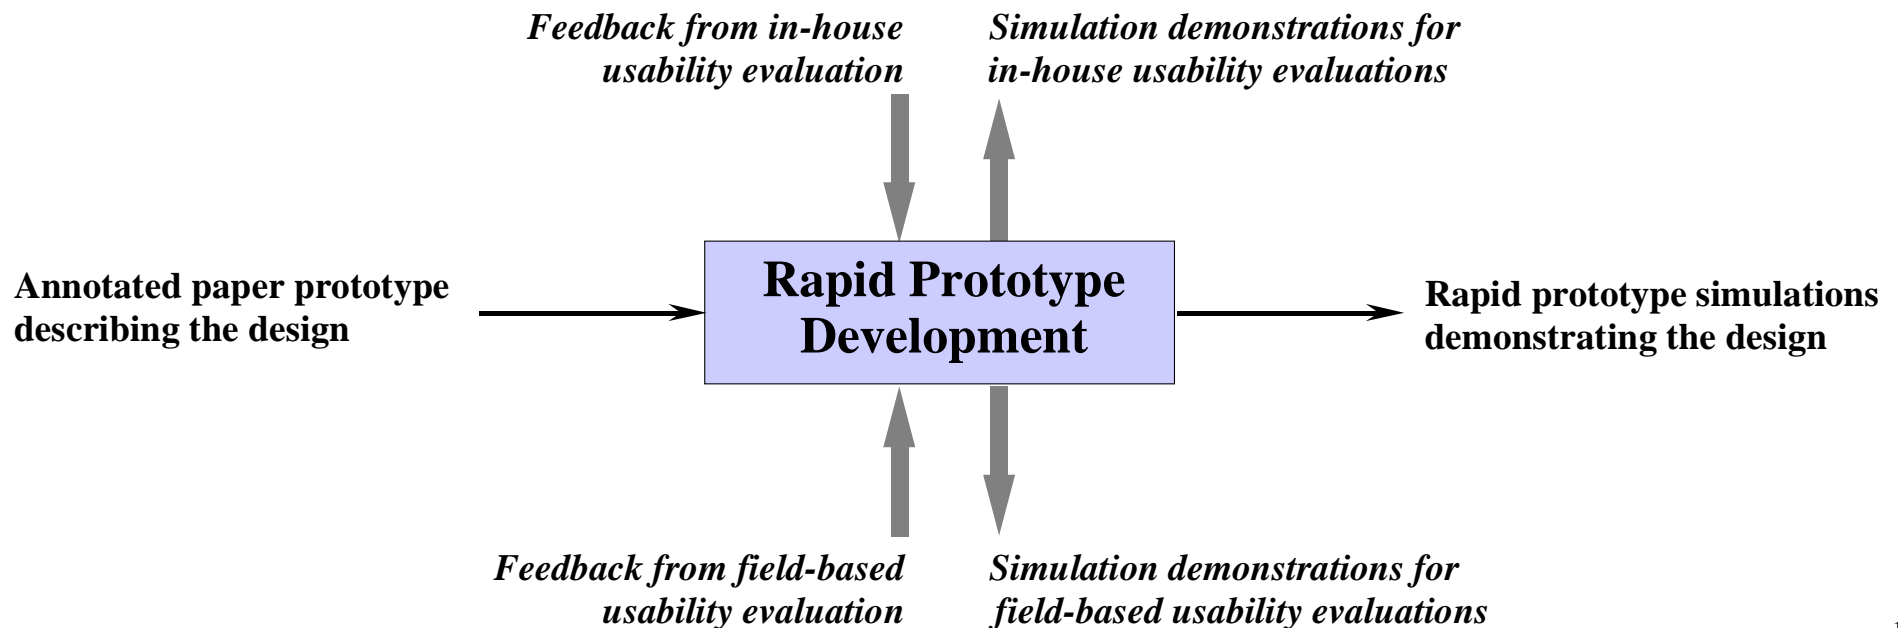 Feedback from in-house
usability evaluation
Simulation demonstrations for
in-house usability evaluations
Annotated paper prototype
describing the design
Rapid Prototype
Development
Rapid prototype simulations
demonstrating the design
Feedback from field-based
usability evaluation
Simulation demonstrations for
field-based usability evaluations
1